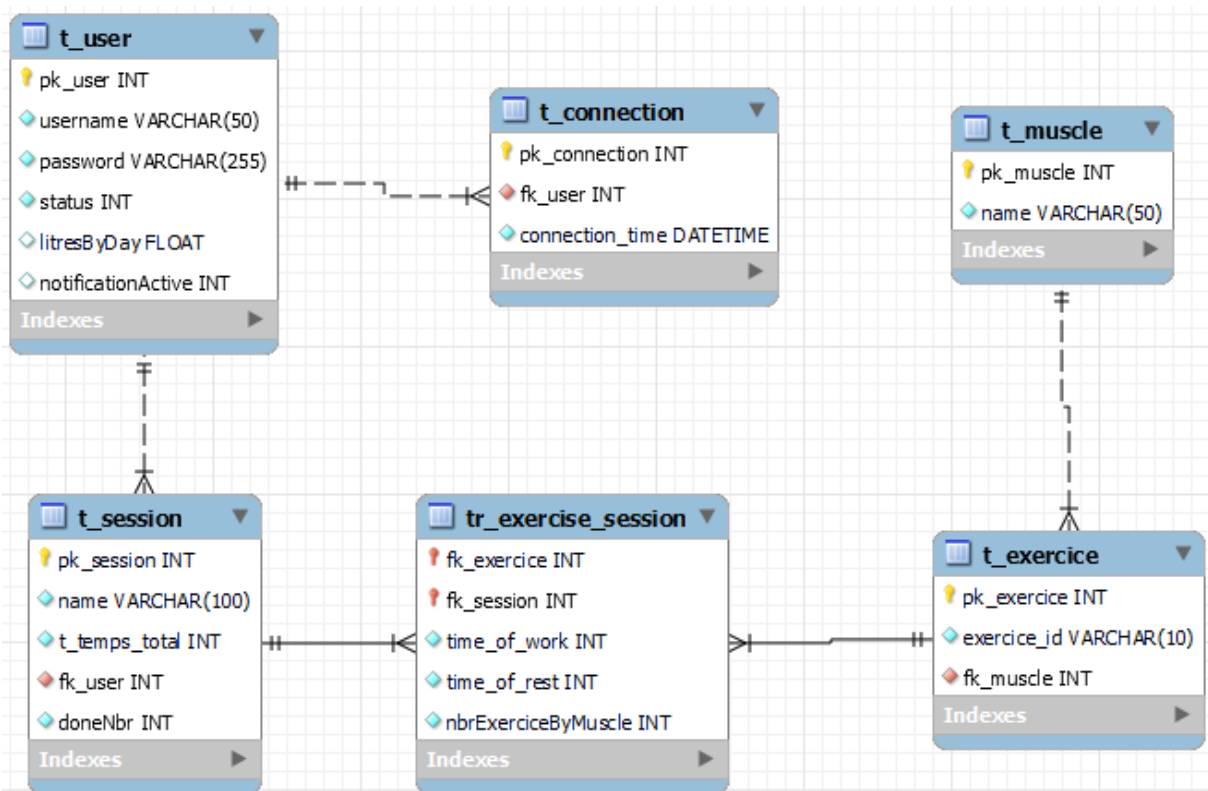 t_user
pk_user INT
username VARCHAR(50)
password VARCHAR(255)
status INT
litresByDay FLOAT
notificationActive INT
Indexes
t_connection
pk_connection INT
fk_user INT
connection_time DATETIME
Indexes
t_muscle
pk_muscle INT
name VARCHAR(50)
Indexes
t_session
pk_session INT
name VARCHAR(100)
t_temps_total INT
fk_user INT
doneNbr INT
Indexes
tr_exercise_session
fk_exercice INT
fk_session INT
time_of_work INT
time_of_rest INT
nbrExerciceByMuscle INT
Indexes
t_exercice
pk_exercice INT
exercice_id VARCHAR(10)
fk_muscle INT
Indexes